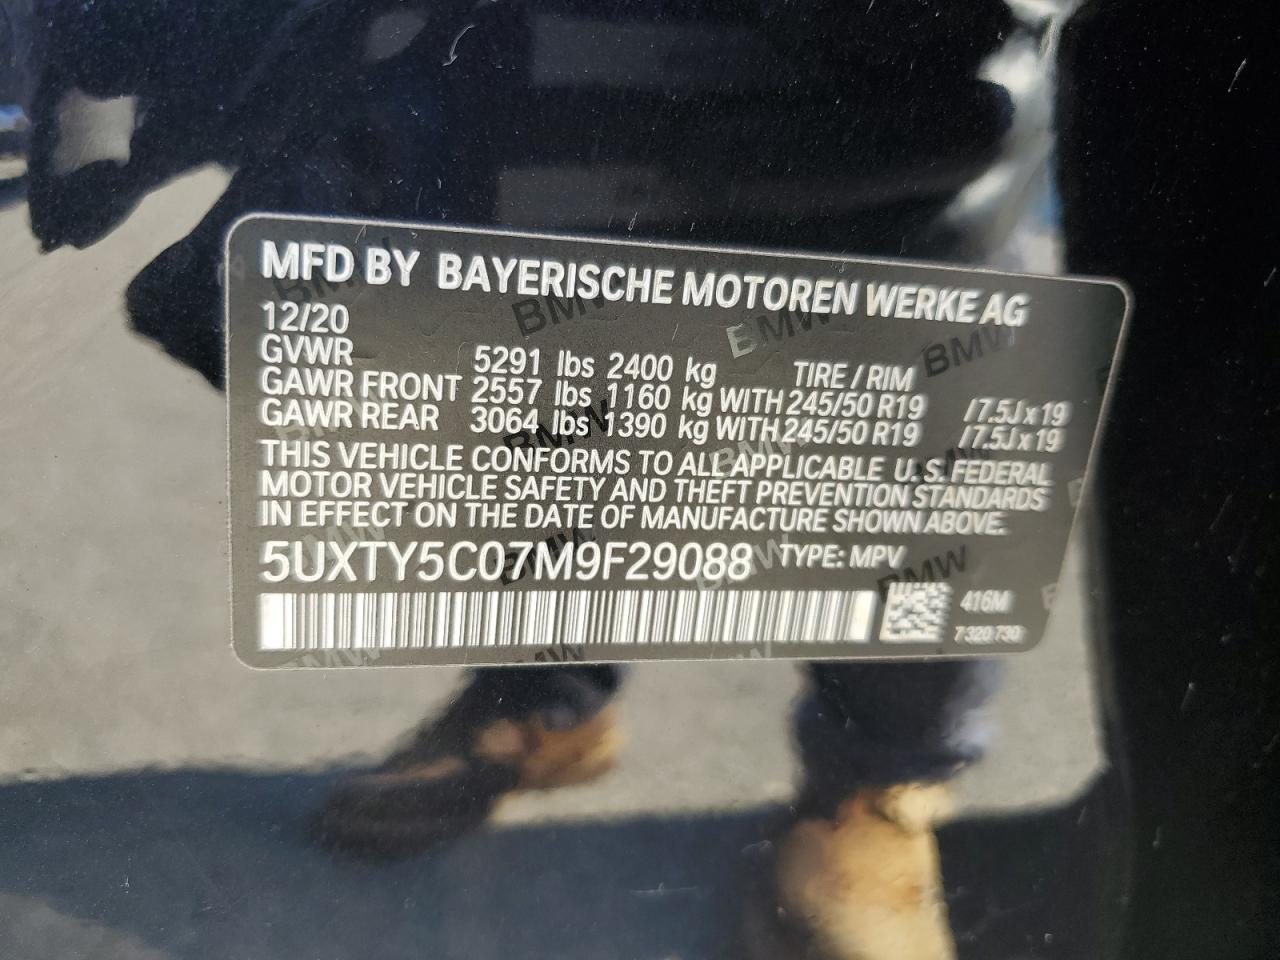 MFD BY BAYERISCHE MOTOREN WERKE AG
12/20
GVWR 5291 lbs 2400 kg TIRE / RIM
GAWR FRONT 2557 lbs 1160 kg WITH 245/50 R19 /7.5J x 19
GAWR REAR 3064 lbs 1390 kg WITH 245/50 R19 /7.5J x 19
THIS VEHICLE CONFORMS TO ALL APPLICABLE U.S. FEDERAL
MOTOR VEHICLE SAFETY AND THEFT PREVENTION STANDARDS
IN EFFECT ON THE DATE OF MANUFACTURE SHOWN ABOVE.
5UXTY5C07M9F29088 TYPE: MPV
416M
7 320 730